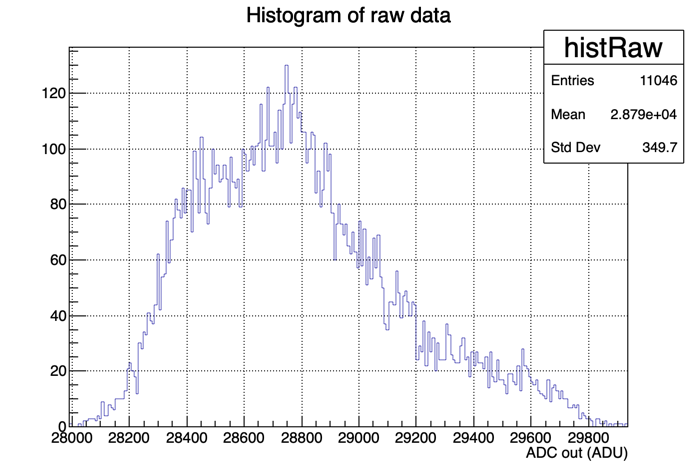 Histogram of raw data
histRaw
Entries 11046
Mean 2.879e+04
Std Dev 349.7
120
100
80
60
40
20
0
28000 28200 28400 28600 28800 29000 29200 29400 29600 29800
ADC out (ADU)